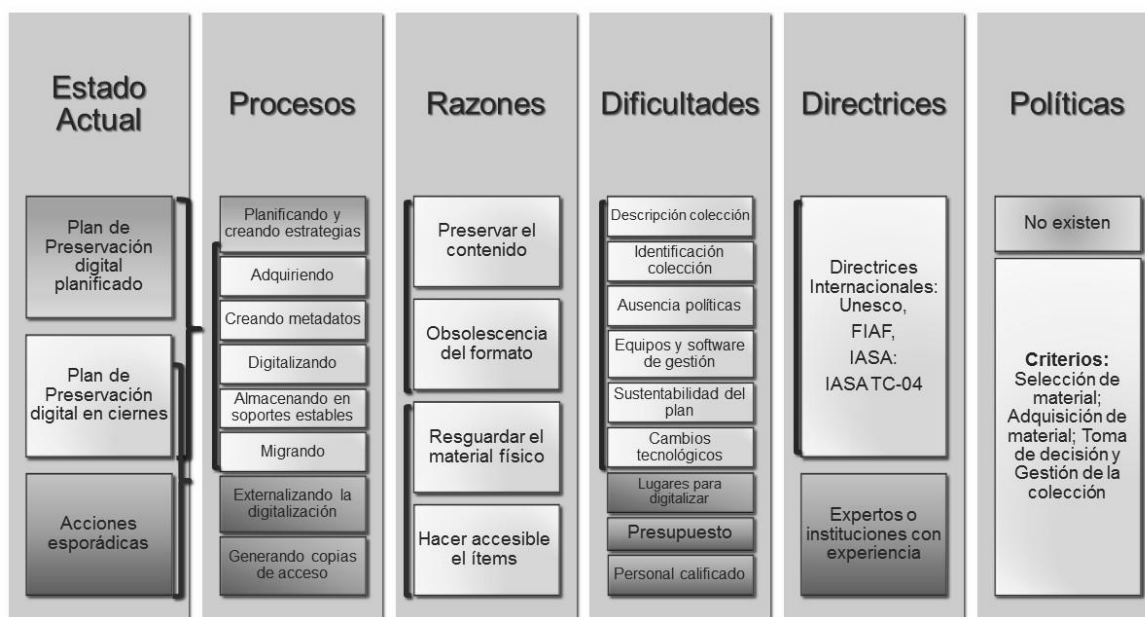 Estado
Actual
Plan de
Preservación
digital
planificado
Plan de
Preservación
digital en ciernes
Acciones
esporádicas
Procesos
Planificando y
creando estrategias
Adquiriendo
Creando metadatos
Digitalizando
Almacenando en
soportes estables
Migrando
Externalizando la
digitalización
Generando copias
de acceso
Razones
Preservar el
contenido
Obsolescencia
del formato
Resguardar el
material físico
Hacer accesible
el ítems
Dificultades
Descripción colección
Identificación
colección
Ausencia políticas
Equipos y software
de gestión
Sustentabilidad del
plan
Cambios
tecnológicos
Lugares para
digitalizar
Presupuesto
Personal calificado
Directrices
Directrices
Internacionales:
Unesco,
FIAF,
IASA:
IASA TC-04
Expertos o
instituciones con
experiencia
Políticas
No existen
Criterios:
Selección de
material;
Adquisición de
material; Toma
de decisión y
Gestión de la
colección